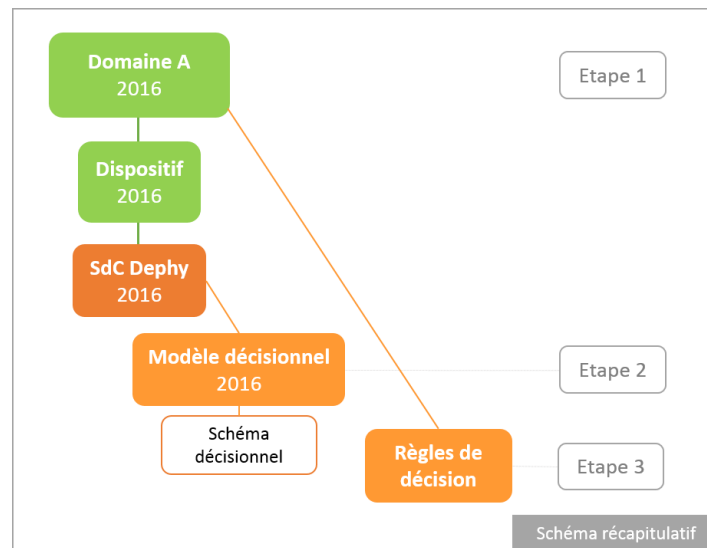 Domaine A
2016
Etape 1
Dispositif
2016
SdC Dephy
2016
Modèle décisionnel
2016
Etape 2
Schéma
décisionnel
Règles de
décision
Etape 3
Schéma récapitulatif